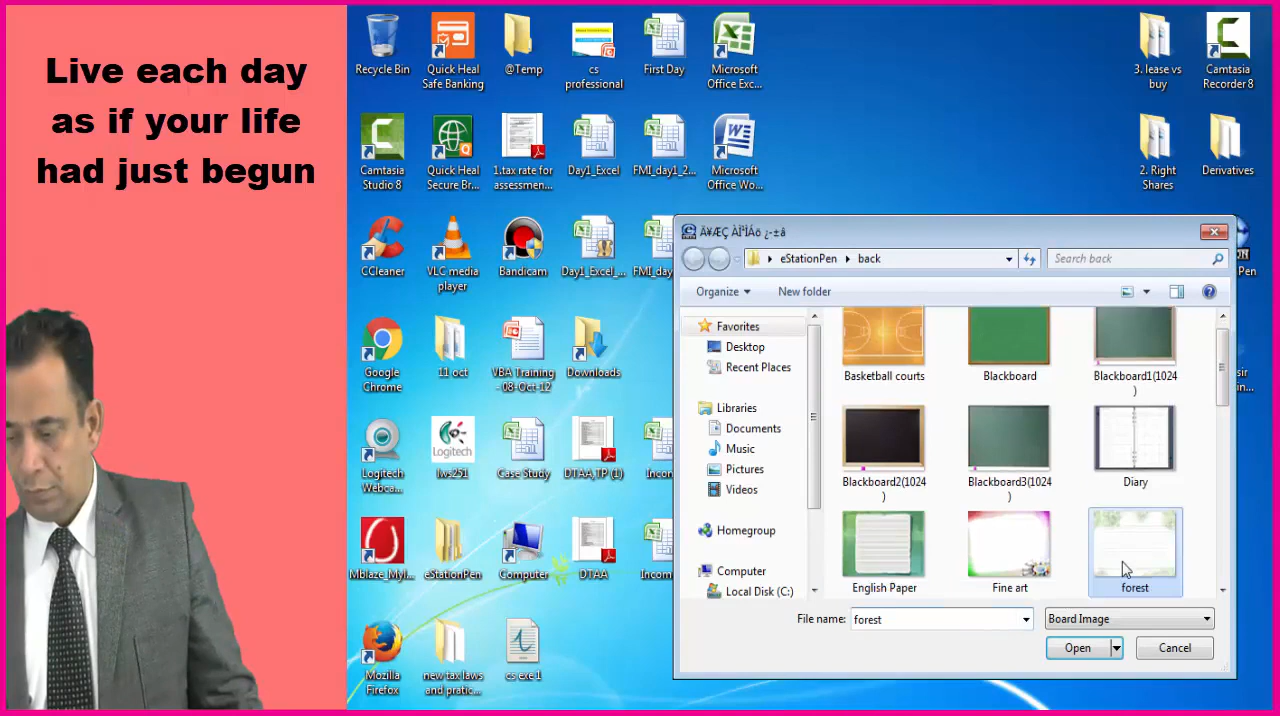 Live each day
as if your life
had just begun
Recycle Bin
Quick Heal
Safe Banking
@Temp
cs
professional
First Day
Microsoft
Office Exc...
3. lease vs
buy
Camtasia
Recorder 8
Camtasia
Studio 8
Quick Heal
Secure Br...
1.tax rate for
assessmen...
Day1_Excel
FMI_day1_2...
Microsoft
Office Wo...
2. Right
Shares
Derivatives
CCleaner
VLC media
player
Bandicam
Day1_Excel_...
FMI_d
Google
Chrome
11 oct
VBA Training
- 08-Oct-12
Downloads
Logitech
Webca...
Logitech
lws251
Case Study
DTAA,TP (1)
Incom
Mblaze_MyI...
eStationPen
Computer
DTAA
Incom
Mozilla
Firefox
new tax laws
and pratic...
cs exe 1
Ä¥ÆÇ ÀÌ¹ÌÁö ¿­±â
eStationPen
back
Search back
Organize
New folder
Favorites
Desktop
Recent Places
Libraries
Documents
Music
Pictures
Videos
Homegroup
Computer
Local Disk (C:)
Basketball courts
Blackboard
Blackboard1(1024
)
Blackboard2(1024
)
Blackboard3(1024
)
Diary
English Paper
Fine art
forest
File name:
forest
Board Image
Open
Cancel
Pen